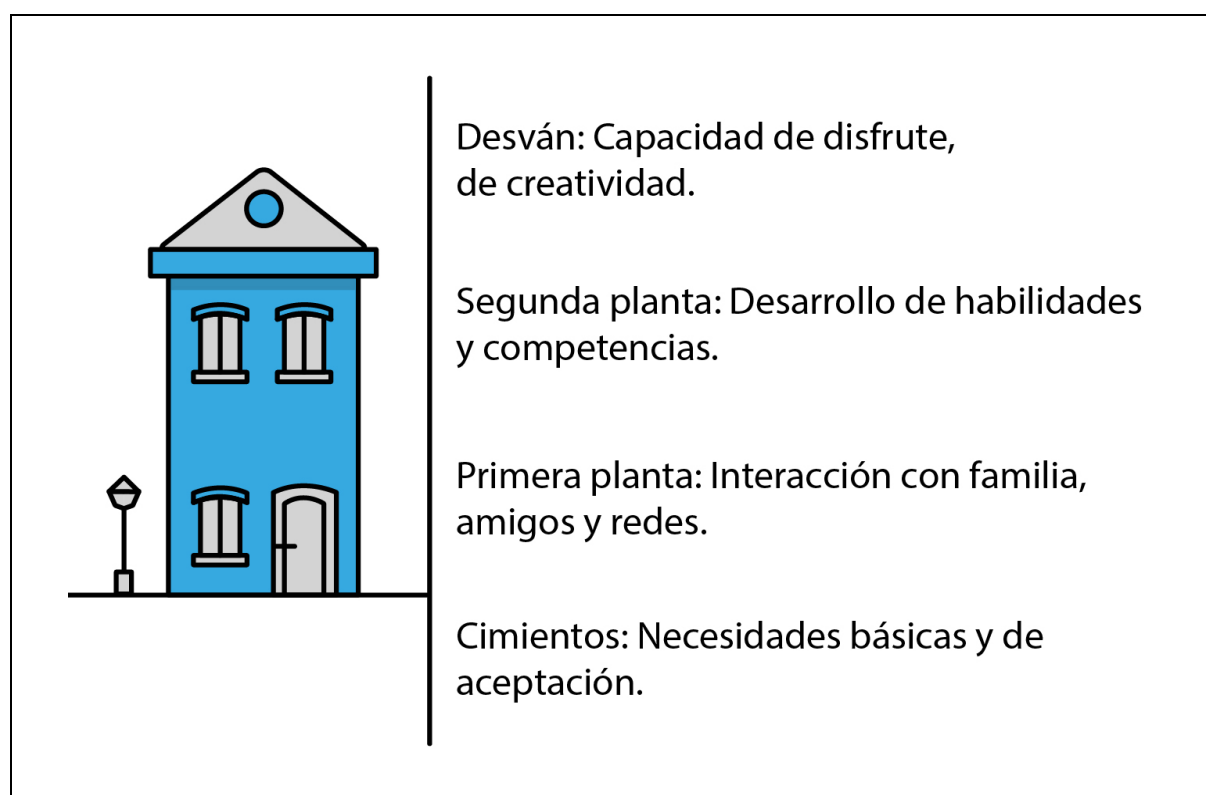 Desván: Capacidad de disfrute,
de creatividad.
Segunda planta: Desarrollo de habilidades
y competencias.
Primera planta: Interacción con familia,
amigos y redes.
Cimientos: Necesidades básicas y de
aceptación.